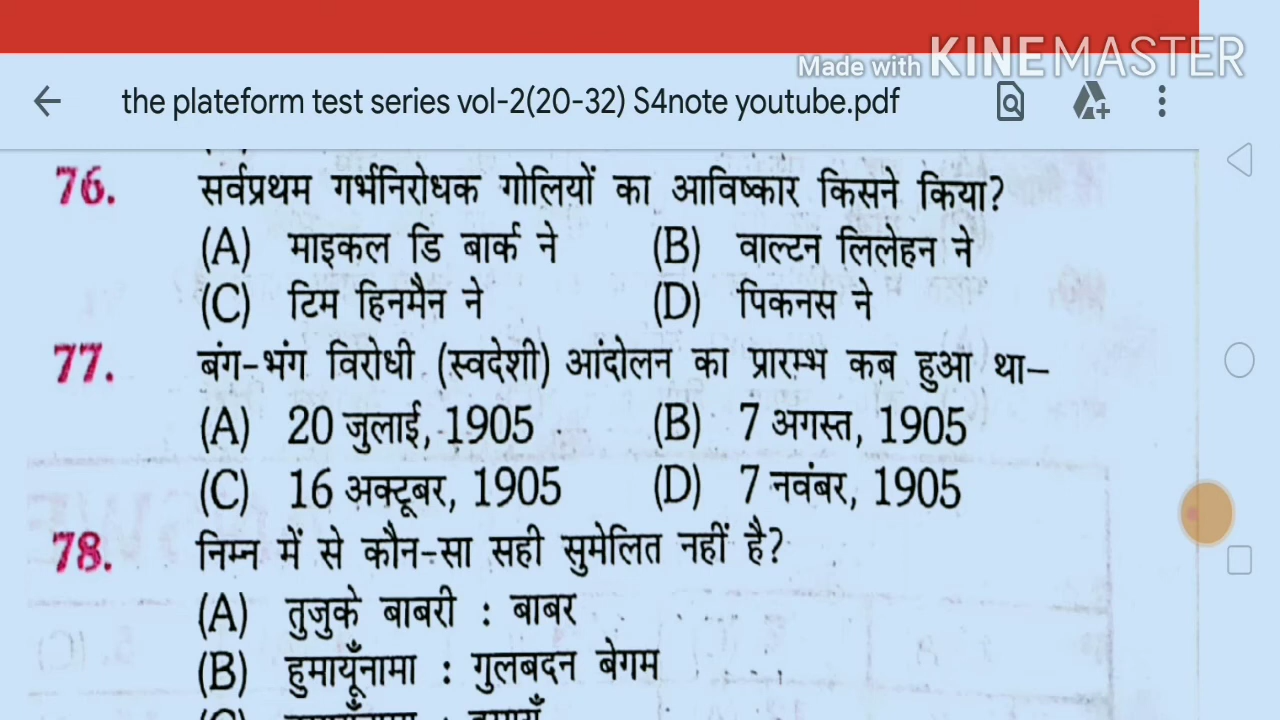 Made with KINEMASTER
the plateform test series vol-2(20-32) S4note youtube.pdf
76. सर्वप्रथम गर्भनिरोधक गोलियों का आविष्कार किसने किया?
(A) माइकल डि बार्क ने (B) वाल्टन लिलेहन ने
(C) टिम हिनमैन ने (D) पिकनस ने
77. बंग-भंग विरोधी (स्वदेशी) आंदोलन का प्रारम्भ कब हुआ था-
(A) 20 जुलाई, 1905 (B) 7 अगस्त, 1905
(C) 16 अक्टूबर, 1905 (D) 7 नवंबर, 1905
78. निम्न में से कौन-सा सही सुमेलित नहीं है?
(A) तुजुके बाबरी : बाबर
(B) हुमायूँनामा : गुलबदन बेगम